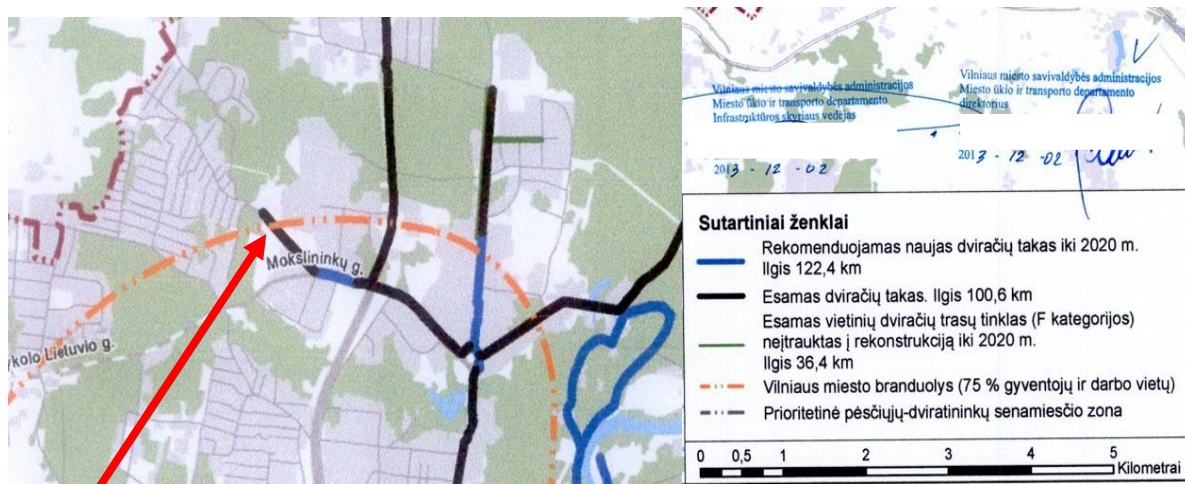 Mokslininkų g.
ykolo Lietuvio g.
Vilniaus miesto savivaldybės administracijos
Miesto ūkio ir transporto departamento
Infrastruktūros skyriaus vedėjas
2013 - 12 - 02
Vilniaus miesto savivaldybės administracijos
Miesto ūkio ir transporto departamento
direktorius
2013 - 12 - 02
Sutartiniai ženklai
Rekomenduojamas naujas dviračių takas iki 2020 m.
Ilgis 122,4 km
Esamas dviračių takas. Ilgis 100,6 km
Esamas vietinių dviračių trasų tinklas (F kategorijos)
neįtrauktas į rekonstrukciją iki 2020 m.
Ilgis 36,4 km
Vilniaus miesto branduolys (75 % gyventojų ir darbo vietų)
Prioritetinė pėsčiųjų-dviratininkų senamiesčio zona
0 0,5 1 2 3 4 5
Kilometrai